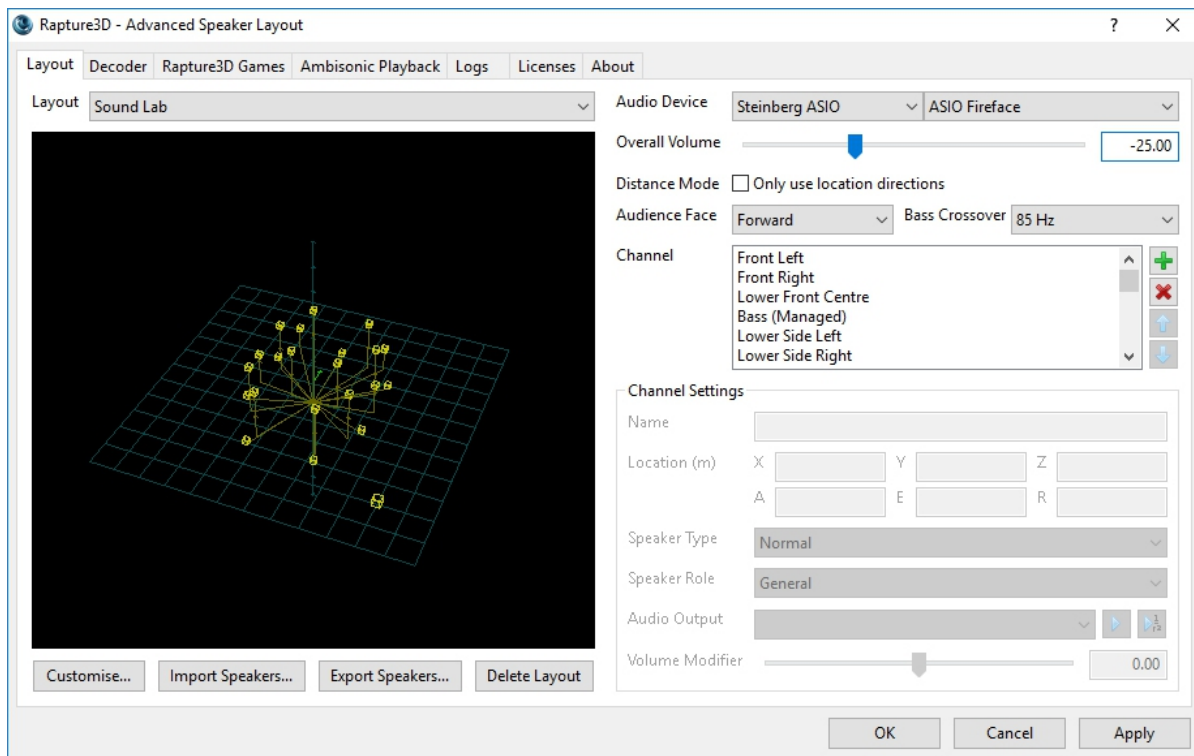 Rapture3D - Advanced Speaker Layout
Layout Decoder Rapture3D Games Ambisonic Playback Logs Licenses About
Layout Sound Lab
Audio Device Steinberg ASIO ASIO Fireface
Overall Volume -25.00
Distance Mode Only use location directions
Audience Face Forward Bass Crossover 85 Hz
Channel
Front Left
Front Right
Lower Front Centre
Bass (Managed)
Lower Side Left
Lower Side Right
Channel Settings
Name
Location (m) X Y Z
A E R
Speaker Type Normal
Speaker Role General
Audio Output
Volume Modifier 0.00
Customise... Import Speakers... Export Speakers... Delete Layout
OK Cancel Apply